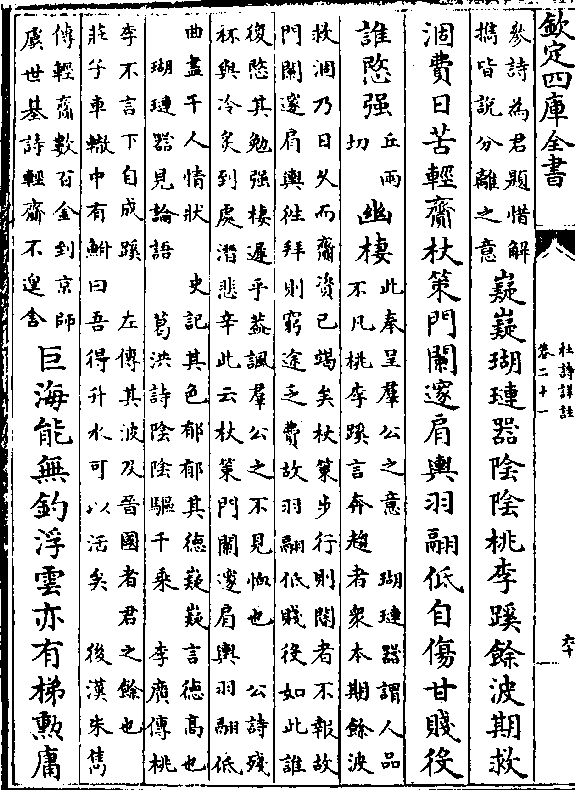 欽定四庫全書
杜詩詳註
卷二十一
六十
參詩為君題惜解
攜皆說分離之意
嶷嶷瑚璉器陰陰桃李蹊餘波期救
涸費日苦輕齎杖策門闌邃肩輿羽翮低自傷甘賤役
誰愍强
丘兩
切
幽棲
此奉呈羣公之意 瑚璉器謂人品
不凡桃李蹊言奔趨者衆本期餘波
救涸乃日久而齎資已竭矣杖策步行則閽者不報故
門闌邃肩輿往拜則窮途乏費故羽翮低賤役如此誰
復愍其勉强棲遲乎葢諷羣公之不見恤也 公詩殘
杯與冷炙到處潛悲辛此云杖策門闌邃肩輿羽翮低
曲盡干人情狀 史記其色郁郁其德嶷嶷言德高也
瑚璉器見論語 葛洪詩陰陰驅千乘 李廣傳桃
李不言下自成蹊 左傳其波及晉國者君之餘也
莊子車轍中有鮒曰吾得升水可以活矣 後漢朱雋
傳輕齎數百金到京師
虞世基詩輕齎不遑舍
巨海能無釣浮雲亦有梯勲庸